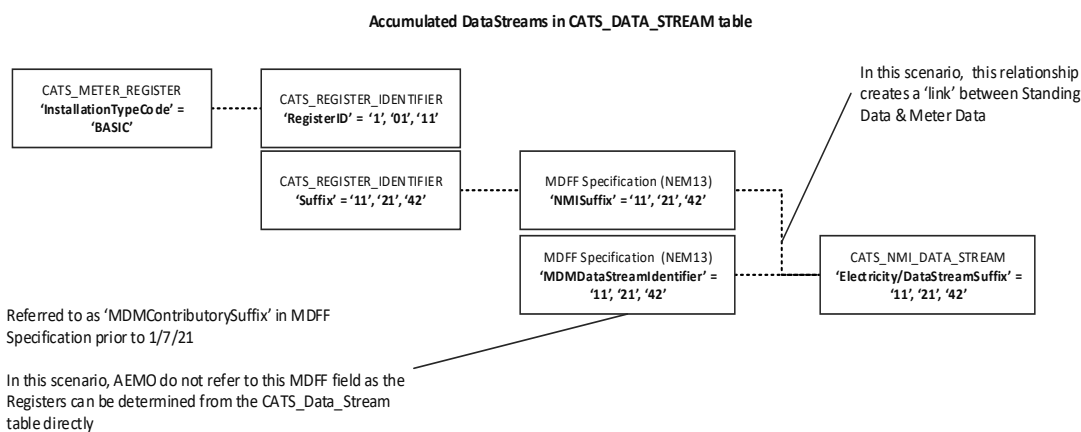 Accumulated DataStreams in CATS_DATA_STREAM table
CATS_METER_REGISTER
‘InstallationTypeCode’ =
‘BASIC’
CATS_REGISTER_IDENTIFIER
‘RegisterID’ = ‘1’, ‘01’, ‘11’
In this scenario, this relationship
creates a ‘link’ between Standing
Data & Meter Data
CATS_REGISTER_IDENTIFIER
‘Suffix’ = ‘11’, ‘21’, ‘42’
MDFF Specification (NEM13)
‘NMISuffix’ = ‘11’, ‘21’, ‘42’
MDFF Specification (NEM13)
‘MDMDataStreamIdentifier’ =
‘11’, ‘21’, ‘42’
CATS_NMI_DATA_STREAM
‘Electricity/DataStreamSuffix’ =
‘11’, ‘21’, ‘42’
Referred to as ‘MDMContributorySuffix’ in MDFF
Specification prior to 1/7/21
In this scenario, AEMO do not refer to this MDFF field as the
Registers can be determined from the CATS_Data_Stream
table directly